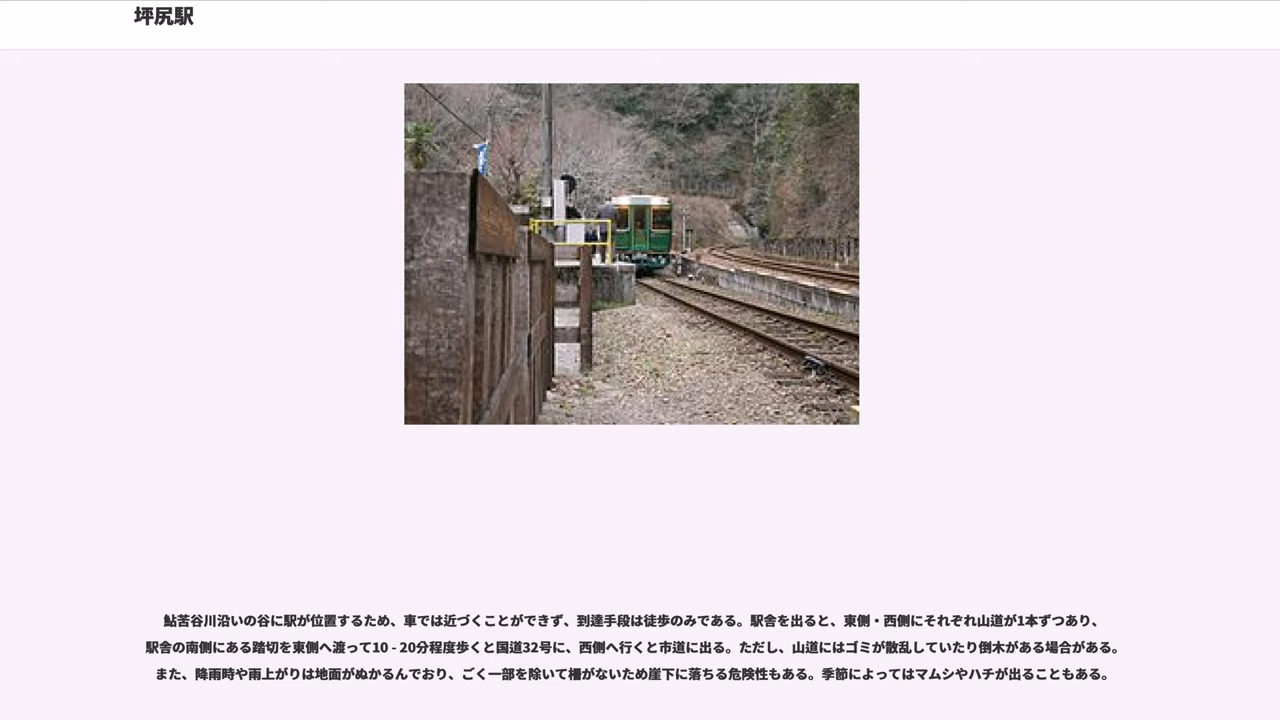 坪尻駅
鮎苦谷川沿いの谷に駅が位置するため、車では近づくことができず、到達手段は徒歩のみである。駅舎を出ると、東側・西側にそれぞれ山道が1本ずつあり、
駅舎の南側にある踏切を東側へ渡って10 - 20分程度歩くと国道32号に、西側へ行くと市道に出る。ただし、山道にはゴミが散乱していたり倒木がある場合がある。
また、降雨時や雨上がりは地面がぬかるんでおり、ごく一部を除いて柵がないため崖下に落ちる危険性もある。季節によってはマムシやハチが出ることもある。